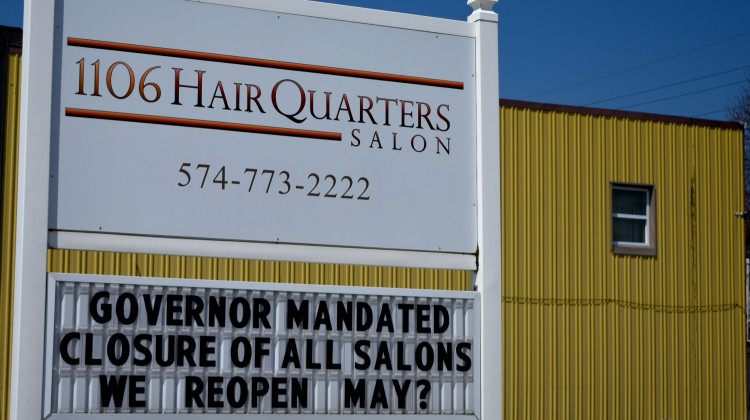 1106 HAIR QUARTERS
SALON
574-773-2222
GOVERNOR MANDATED
CLOSURE OF ALL SALONS
WE REOPEN MAY?